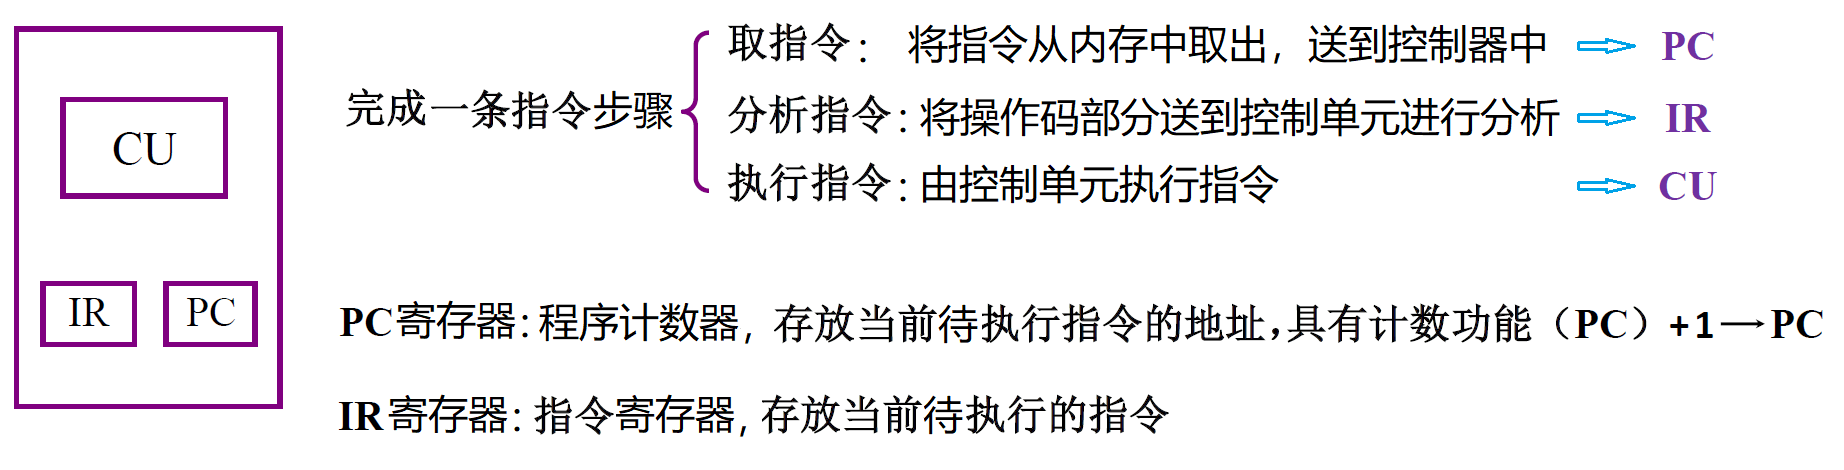 取指令： 将指令从内存中取出，送到控制器中 ⇨ PC
完成一条指令步骤
分析指令：将操作码部分送到控制单元进行分析 ⇨ IR
执行指令：由控制单元执行指令 ⇨ CU
CU
IR PC
PC寄存器：程序计数器，存放当前待执行指令的地址，具有计数功能（PC）+1→PC
IR寄存器：指令寄存器，存放当前待执行的指令